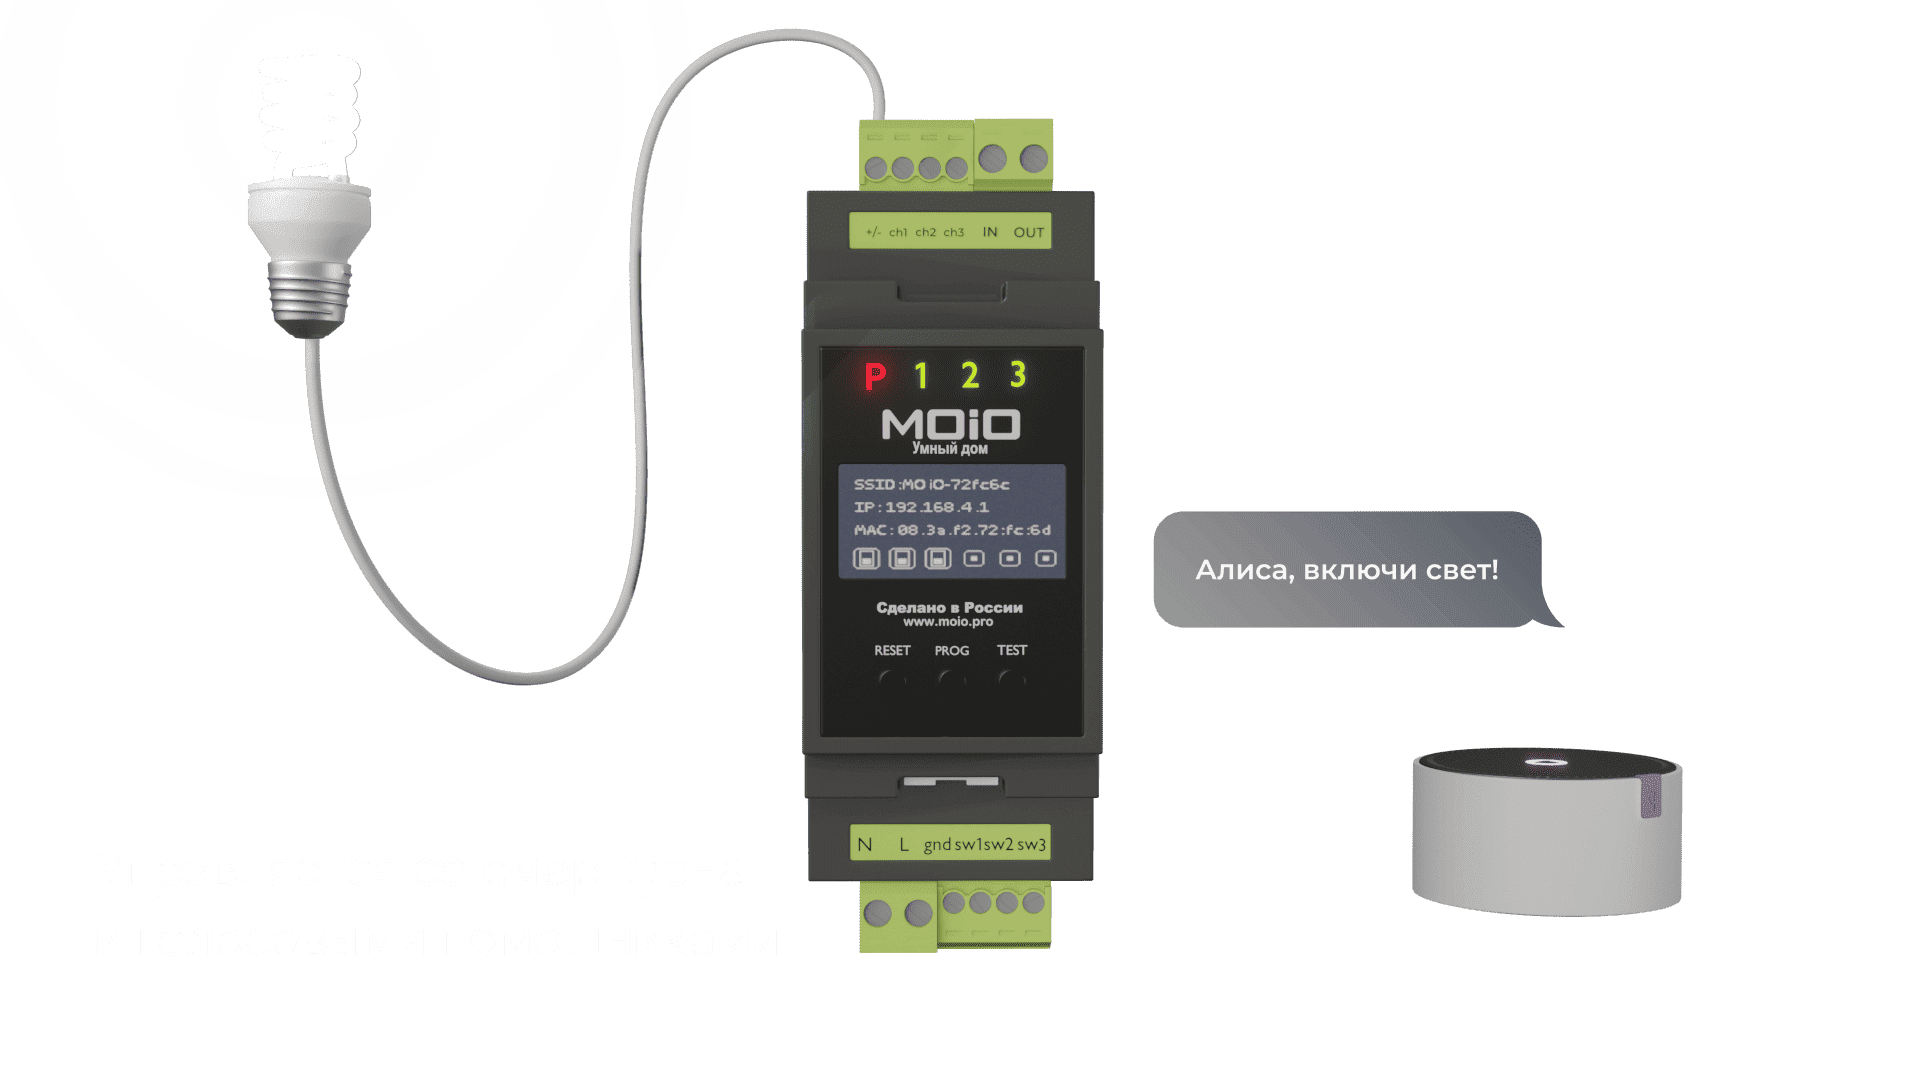 +/- ch1 ch2 ch3 IN OUT
P 1 2 3
MOiO
Умный дом
SSID:MOiO-72fc6c
IP:192.168.4.1
MAC:08.3a.f2.72:fc:6d
Сделано в России
www.moio.pro
RESET PROG TEST
N L gnd sw1 sw2 sw3
Алиса, включи свет!